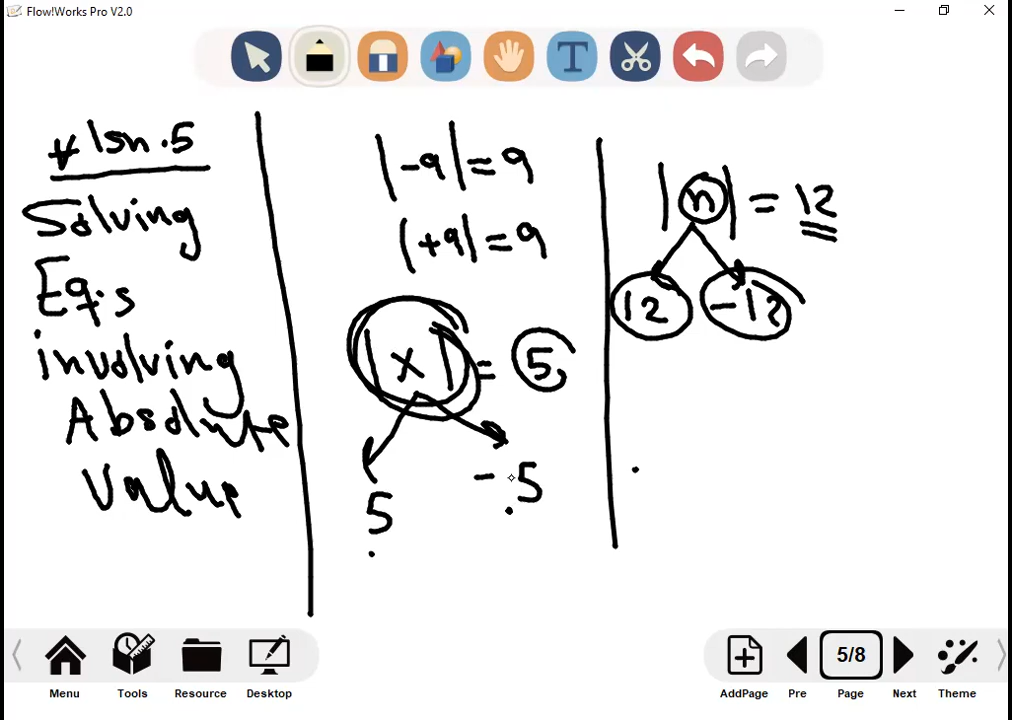 Flow!Works Pro V2.0
lsn.5
Solving
Eq.s
involving
Absolute
Value
|-9|=9
|+9|=9
|x| = 5
5
-5
|n| = 12
12
-12
Menu
Tools
Resource
Desktop
AddPage
Pre
5/8
Page
Next
Theme